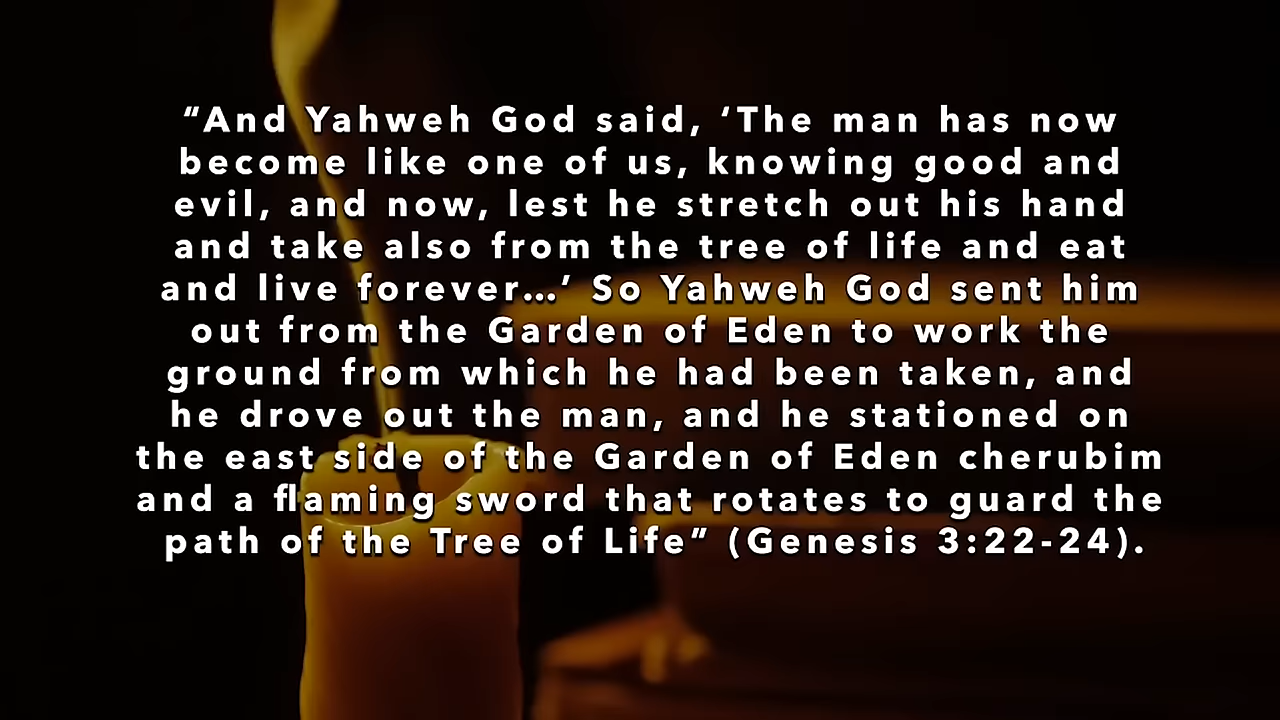 “And Yahweh God said, ‘The man has now
become like one of us, knowing good and
evil, and now, lest he stretch out his hand
and take also from the tree of life and eat
and live forever...’ So Yahweh God sent him
out from the Garden of Eden to work the
ground from which he had been taken, and
he drove out the man, and he stationed on
the east side of the Garden of Eden cherubim
and a flaming sword that rotates to guard the
path of the Tree of Life” (Genesis 3:22-24).